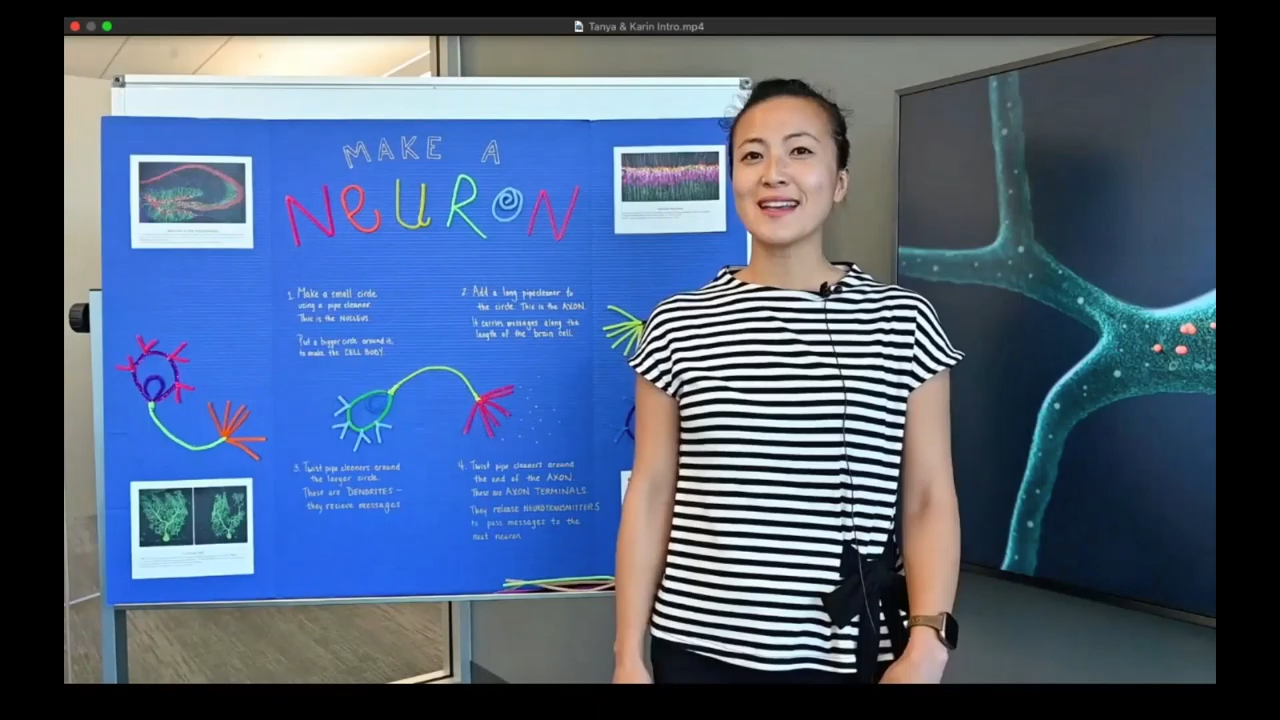 Tanya & Karin Intro.mp4
MAKE A
NEURON
1. Make a small circle
using a pipe cleaner.
This is the NUCLEUS.
Put a bigger circle around it,
to make the CELL BODY.
2. Add a long pipecleaner to
the circle. This is the AXON.
It carries messages along the
length of the brain cell.
3. Twist pipe cleaners around
the larger circle.
These are DENDRITES –
they recieve messages
4. Twist pipe cleaners around
the end of the AXON.
These are AXON TERMINALS.
They release NEUROTRANSMITTERS
to pass messages to the
next neuron